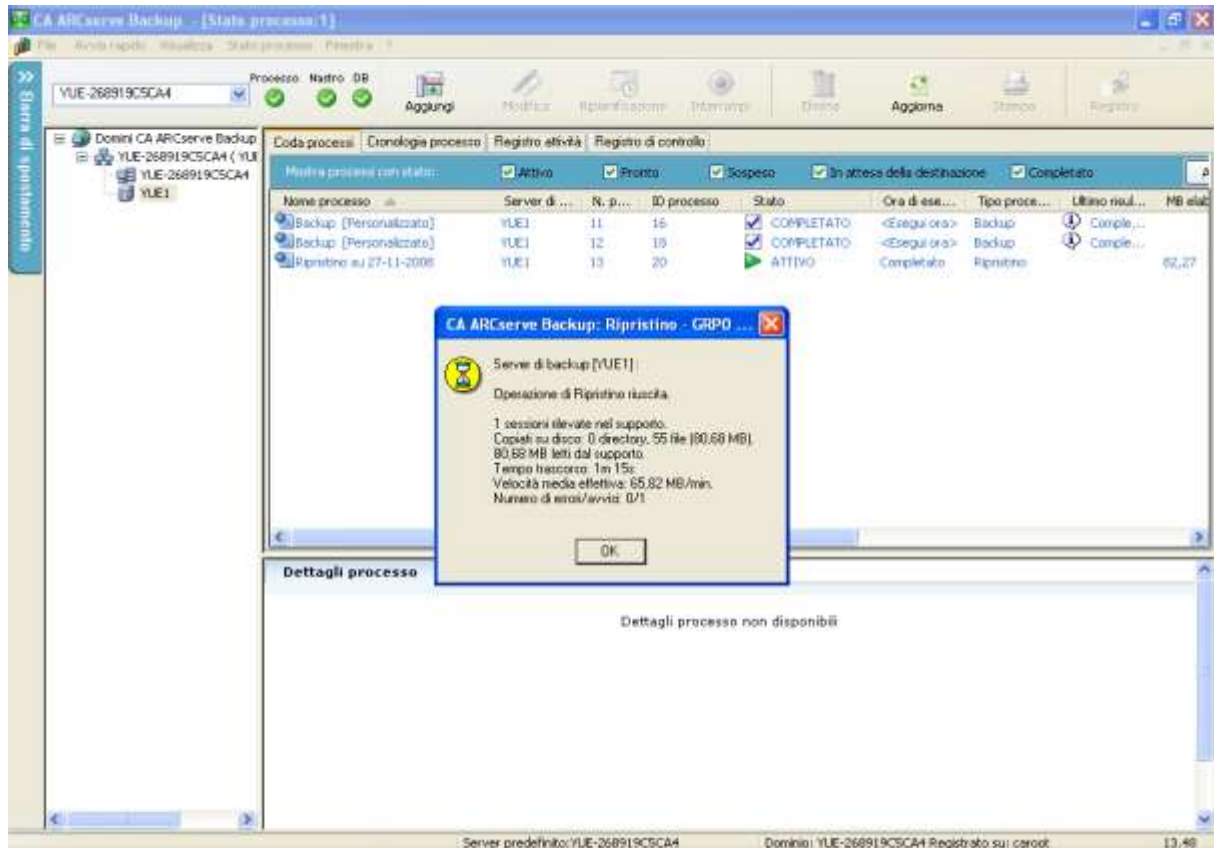 CA ARCserve Backup - [Stato processo:1]
File Avvio rapido Visualizza Stato processo Finestra ?
Barra di spostamento
YUE-268919C5CA4
Processo Nastro DB
Aggiungi Modifica Ripianificazione Interrompi Elimina Aggiorna Stampa Registro
Domini CA ARCserve Backup
YUE-268919C5CA4 ( YUE
YUE-268919C5CA4
YUE1
Coda processi Cronologia processo Registro attività Registro di controllo
Mostra processi con stato: Attivo Pronto Sospeso In attesa della destinazione Completato
Nome processo Server di ... N. p... ID processo Stato Ora di ese... Tipo proce... Ultimo risul... MB elab
Backup [Personalizzato] YUE1 11 16 COMPLETATO <Esegui ora> Backup Comple...
Backup [Personalizzato] YUE1 12 18 COMPLETATO <Esegui ora> Backup Comple...
Ripristino su 27-11-2008 YUE1 13 20 ATTIVO Completato Ripristino 82,27
CA ARCserve Backup: Ripristino - GRPO ...
Server di backup [YUE1] :
Operazione di Ripristino riuscita.
1 sessioni rilevate nel supporto.
Copiati su disco: 0 directory, 55 file (80,68 MB).
80,68 MB letti dal supporto.
Tempo trascorso: 1m 15s
Velocità media effettiva: 65,82 MB/min.
Numero di errori/avvisi: 0/1
OK
Dettagli processo
Dettagli processo non disponibili
Server predefinito:YUE-268919C5CA4 Dominio: YUE-268919C5CA4 Registrato su: caroot 13.48